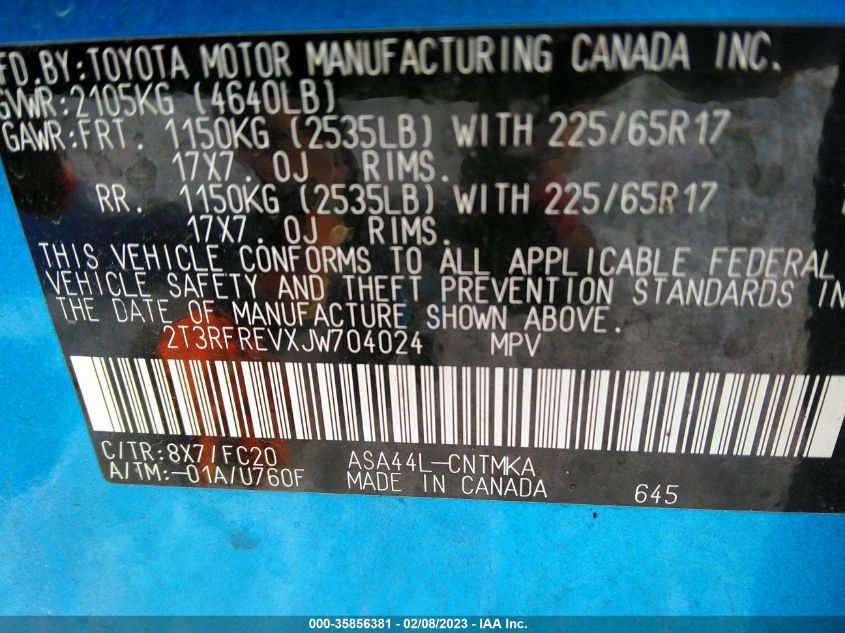 FD.BY:TOYOTA MOTOR MANUFACTURING CANADA INC.
GVWR:2105KG (4640LB)
GAWR:FRT. 1150KG (2535LB) WITH 225/65R17
17X7. 0J RIMS.
RR. 1150KG (2535LB) WITH 225/65R17
17X7. 0J RIMS.
THIS VEHICLE CONFORMS TO ALL APPLICABLE FEDERAL
VEHICLE SAFETY AND THEFT PREVENTION STANDARDS IN
THE DATE OF MANUFACTURE SHOWN ABOVE.
2T3RFREVXJW704024 MPV
C/TR:8X7/FC20 ASA44L-CNTMKA
A/TM:-01A/U760F MADE IN CANADA 645
000-35856381 - 02/08/2023 - IAA Inc.